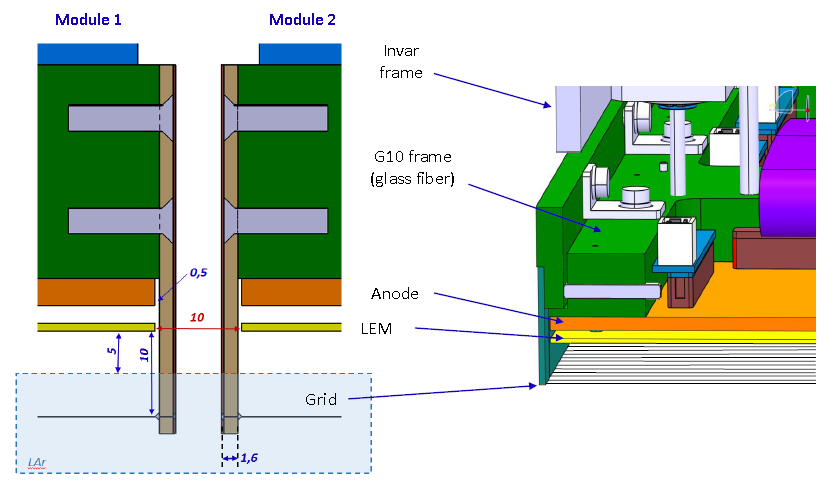 Module 1
Module 2
Invar
frame
G10 frame
(glass fiber)
0,5
10
Anode
LEM
5
10
Grid
1,6
LAr